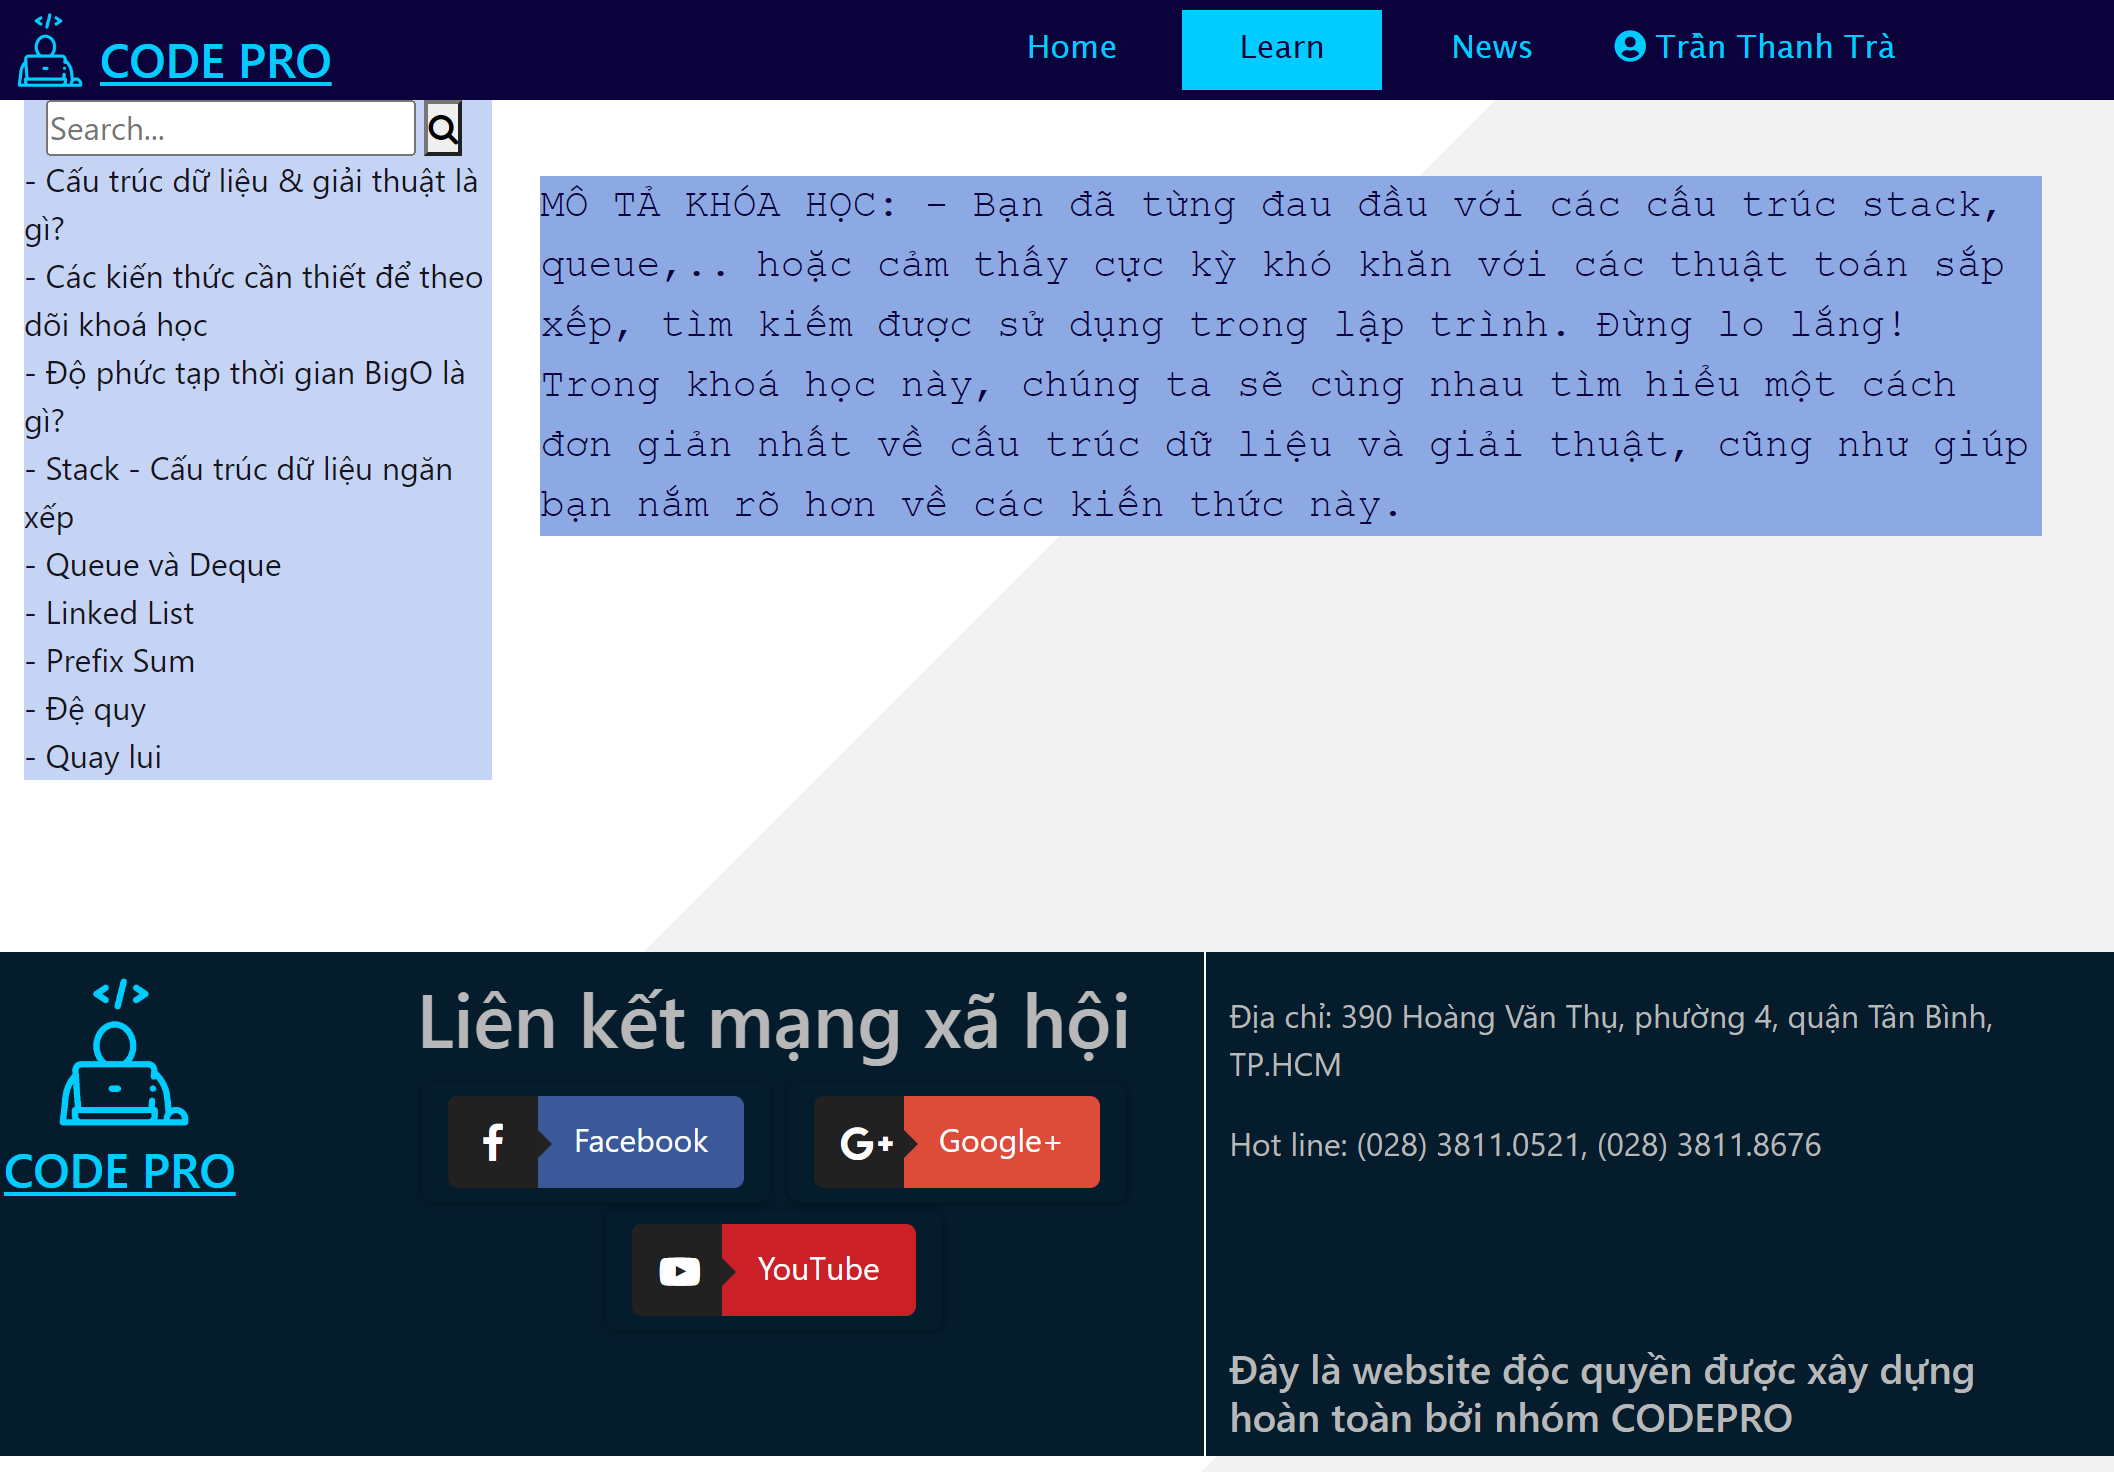 CODE PRO
Home
Learn
News
Trần Thanh Trà
Search...
- Cấu trúc dữ liệu & giải thuật là
gì?
- Các kiến thức cần thiết để theo
dõi khoá học
- Độ phức tạp thời gian BigO là
gì?
- Stack - Cấu trúc dữ liệu ngăn
xếp
- Queue và Deque
- Linked List
- Prefix Sum
- Đệ quy
- Quay lui
MÔ TẢ KHÓA HỌC: - Bạn đã từng đau đầu với các cấu trúc stack,
queue,.. hoặc cảm thấy cực kỳ khó khăn với các thuật toán sắp
xếp, tìm kiếm được sử dụng trong lập trình. Đừng lo lắng!
Trong khoá học này, chúng ta sẽ cùng nhau tìm hiểu một cách
đơn giản nhất về cấu trúc dữ liệu và giải thuật, cũng như giúp
bạn nắm rõ hơn về các kiến thức này.
</> 
CODE PRO
Liên kết mạng xã hội
Facebook
Google+
YouTube
Địa chỉ: 390 Hoàng Văn Thụ, phường 4, quận Tân Bình,
TP.HCM
Hot line: (028) 3811.0521, (028) 3811.8676
Đây là website độc quyền được xây dựng
hoàn toàn bởi nhóm CODEPRO